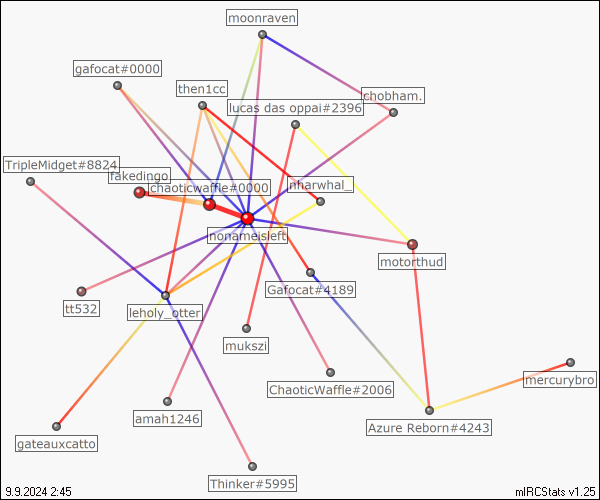 moonraven
gafocat#0000
then1cc
chobham.
lucas das oppai#2396
TripleMidget#8824
fakedingo
chaoticwaffle#0000
nharwhal_
nonameisleft
motorthud
Gafocat#4189
tt532
leholy_otter
mukszi
mercurybro
ChaoticWaffle#2006
amah1246
Azure Reborn#4243
gateauxcatto
Thinker#5995
9.9.2024 2:45
mIRCStats v1.25